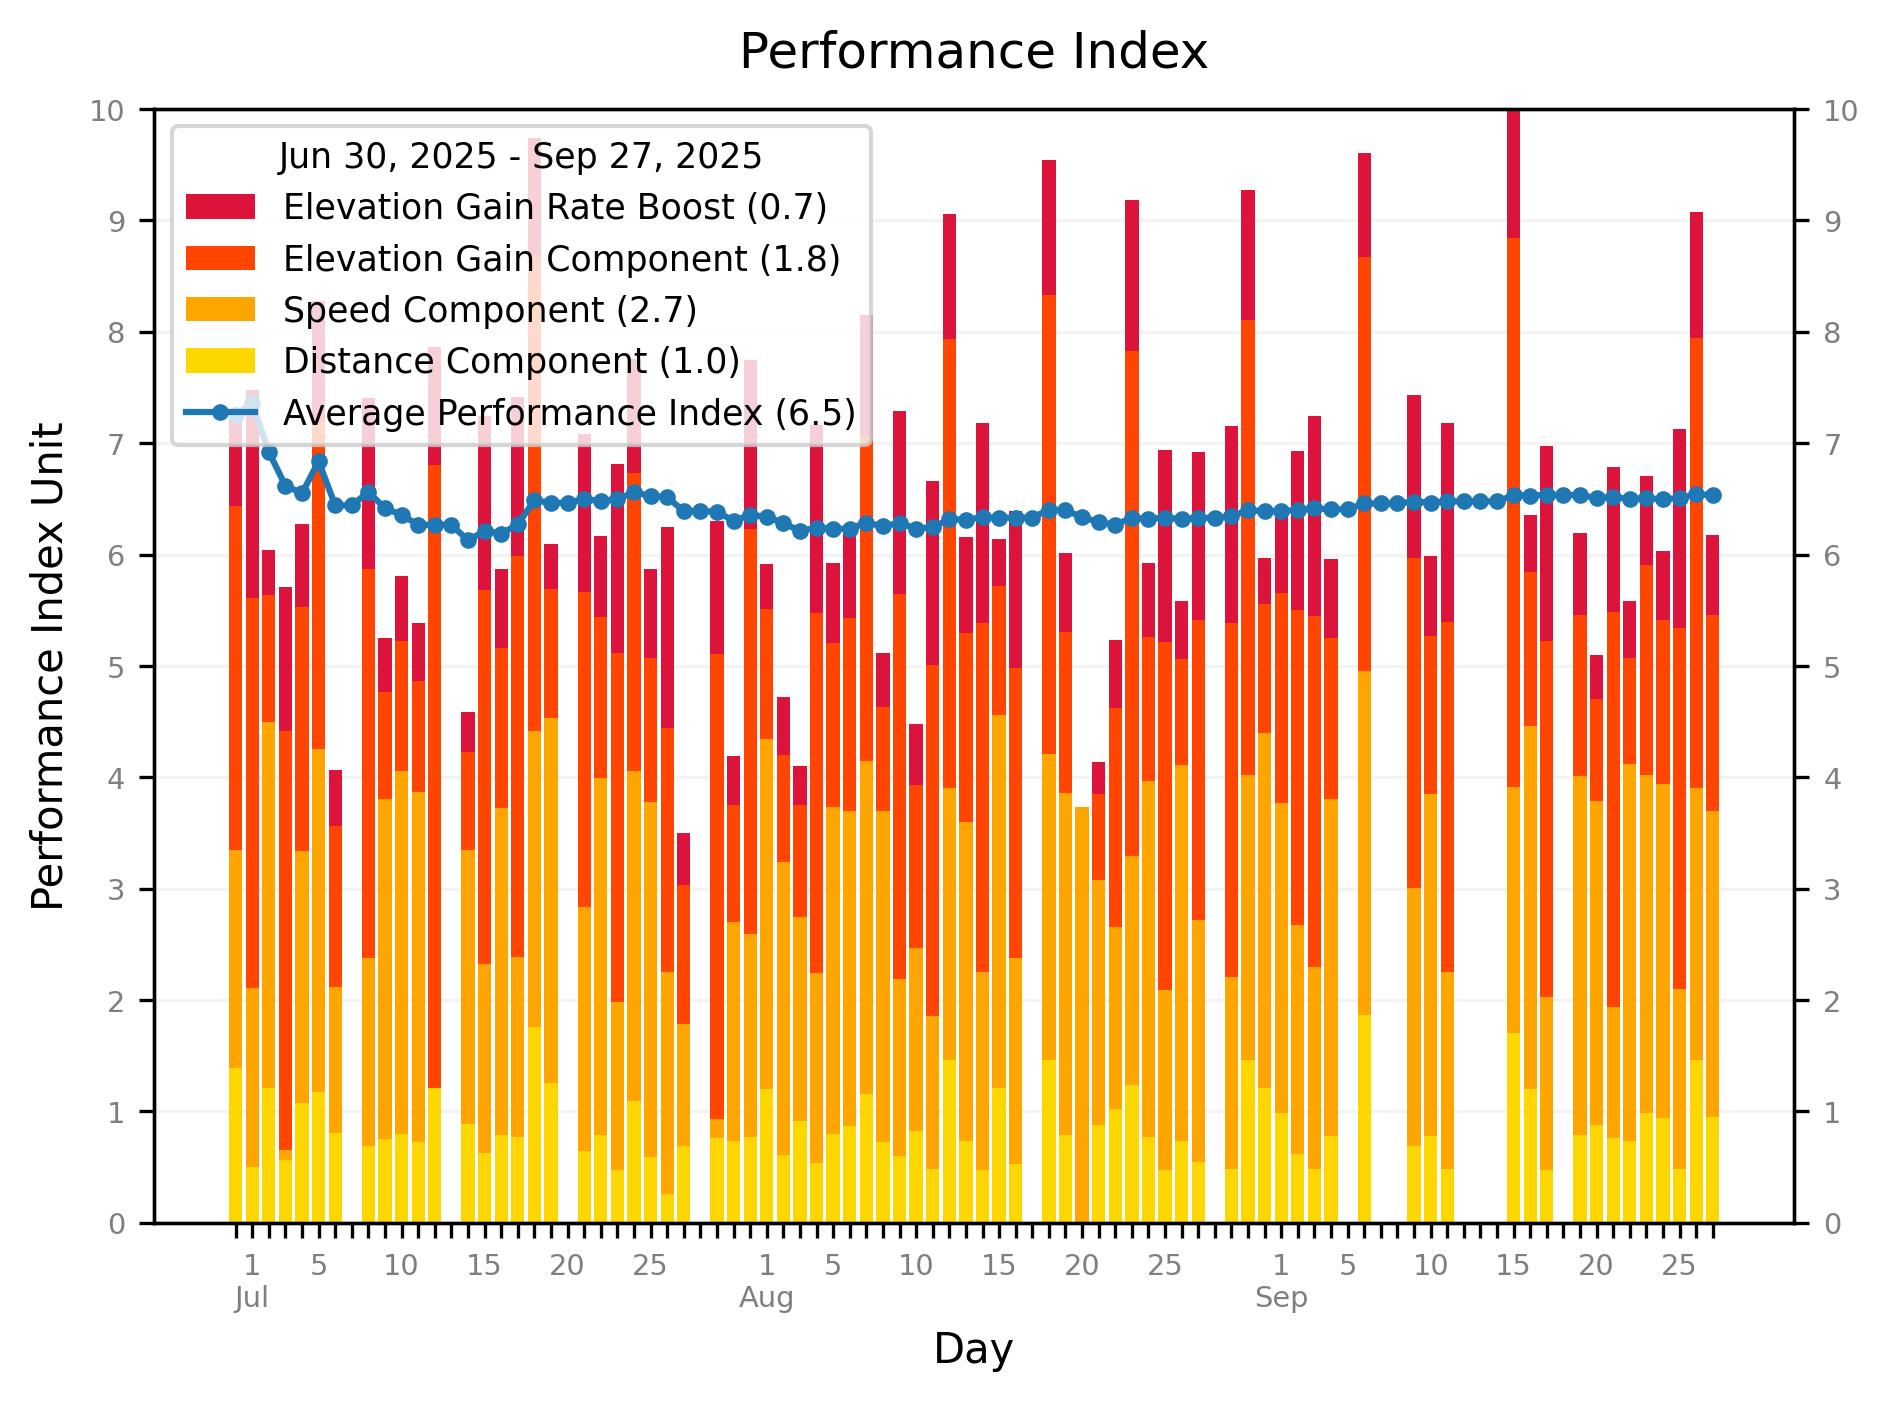 Performance Index
Jun 30, 2025 - Sep 27, 2025
Elevation Gain Rate Boost (0.7)
Elevation Gain Component (1.8)
Speed Component (2.7)
Distance Component (1.0)
Average Performance Index (6.5)
Performance Index Unit
10
9
8
7
6
5
4
3
2
1
0
10
9
8
7
6
5
4
3
2
1
0
1 5 10 15 20 25 1 5 10 15 20 25 1 5 10 15 20 25
Jul Aug Sep
Day